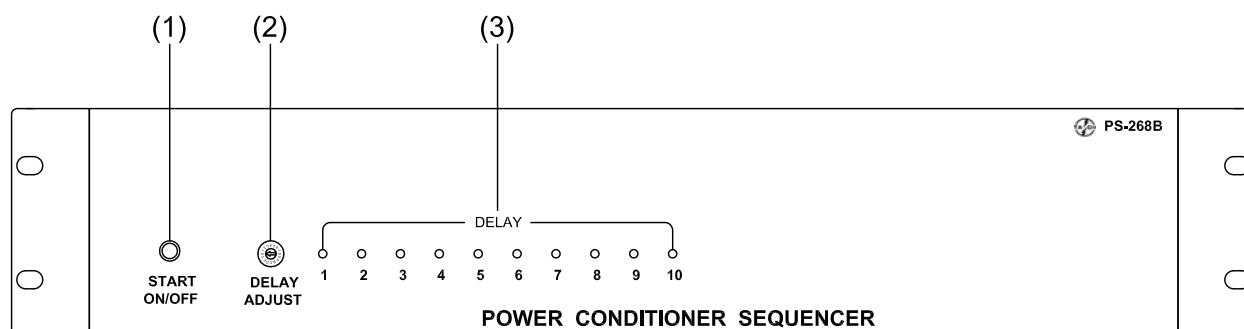 (1) (2) (3)
PS-268B
DELAY
1 2 3 4 5 6 7 8 9 10
START
ON/OFF
DELAY
ADJUST
POWER CONDITIONER SEQUENCER